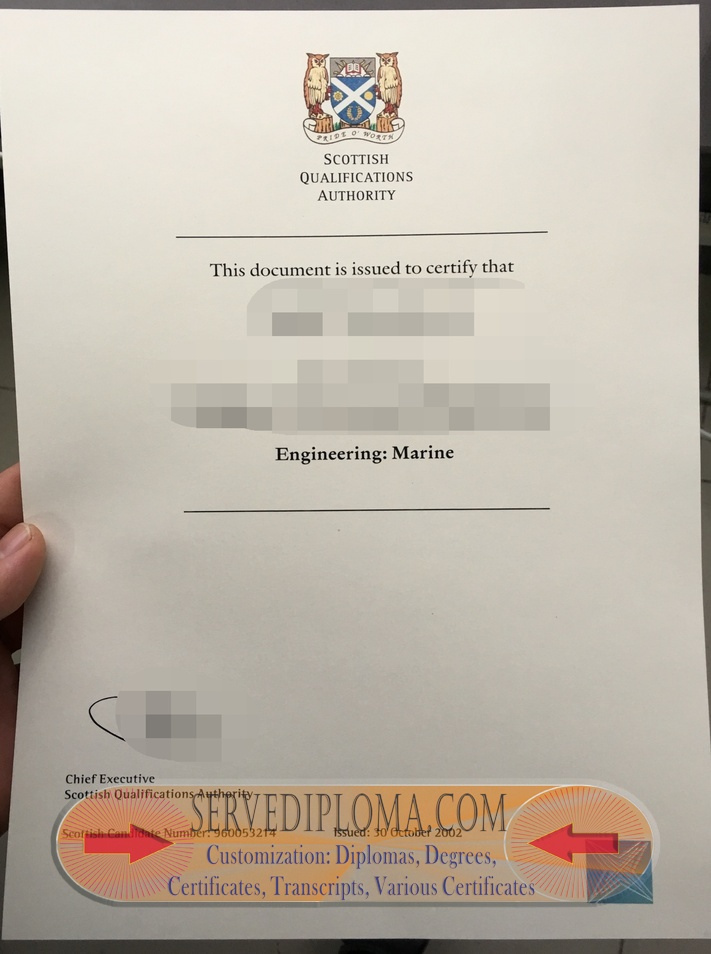 PRIDE O' WORTH
SCOTTISH
QUALIFICATIONS
AUTHORITY
This document is issued to certify that
Engineering: Marine
Chief Executive
Scottish Qualifications Authority
SERVEDIPLOMA.COM
Scottish Candidate Number: 960053214 Issued: 30 October 2002
Customization: Diplomas, Degrees,
Certificates, Transcripts, Various Certificates